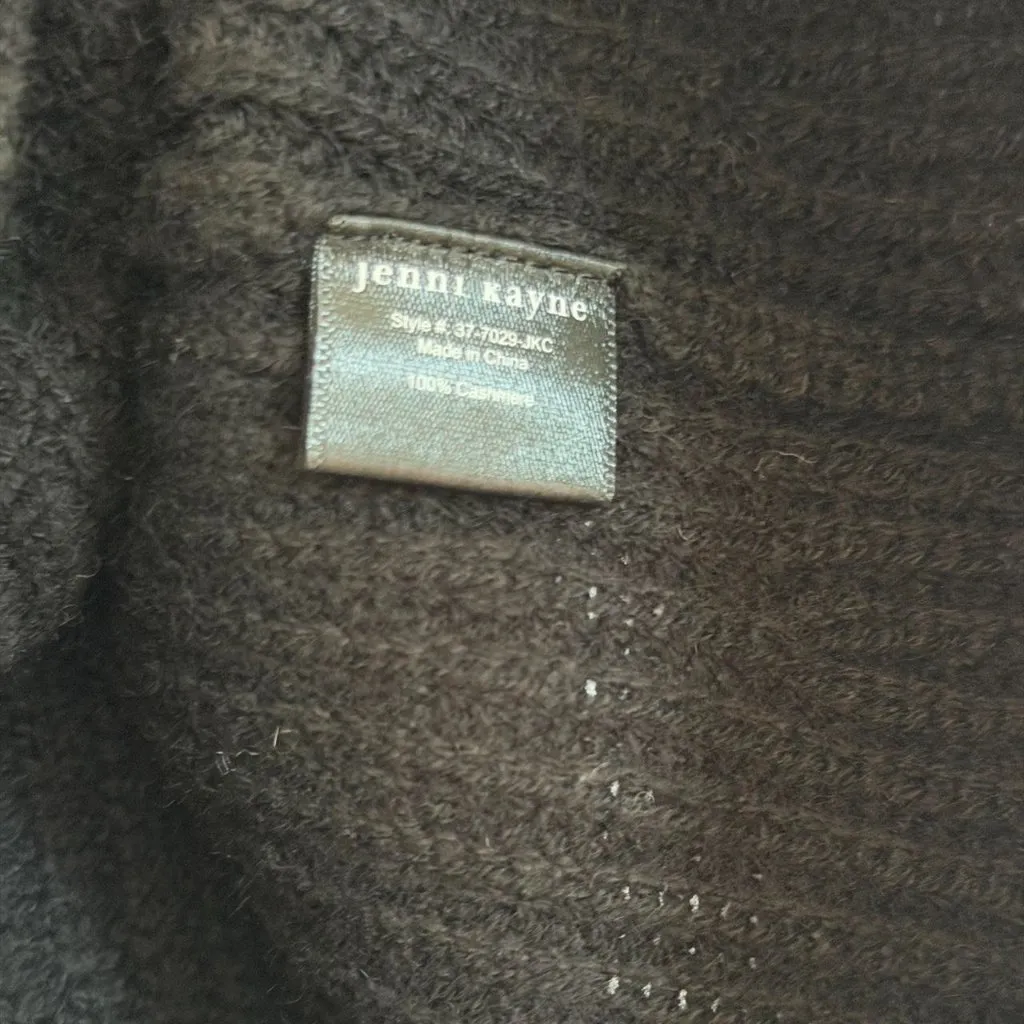 jenni kayne
Style #: 37-7029-JKC
Made in China
100% Cashmere